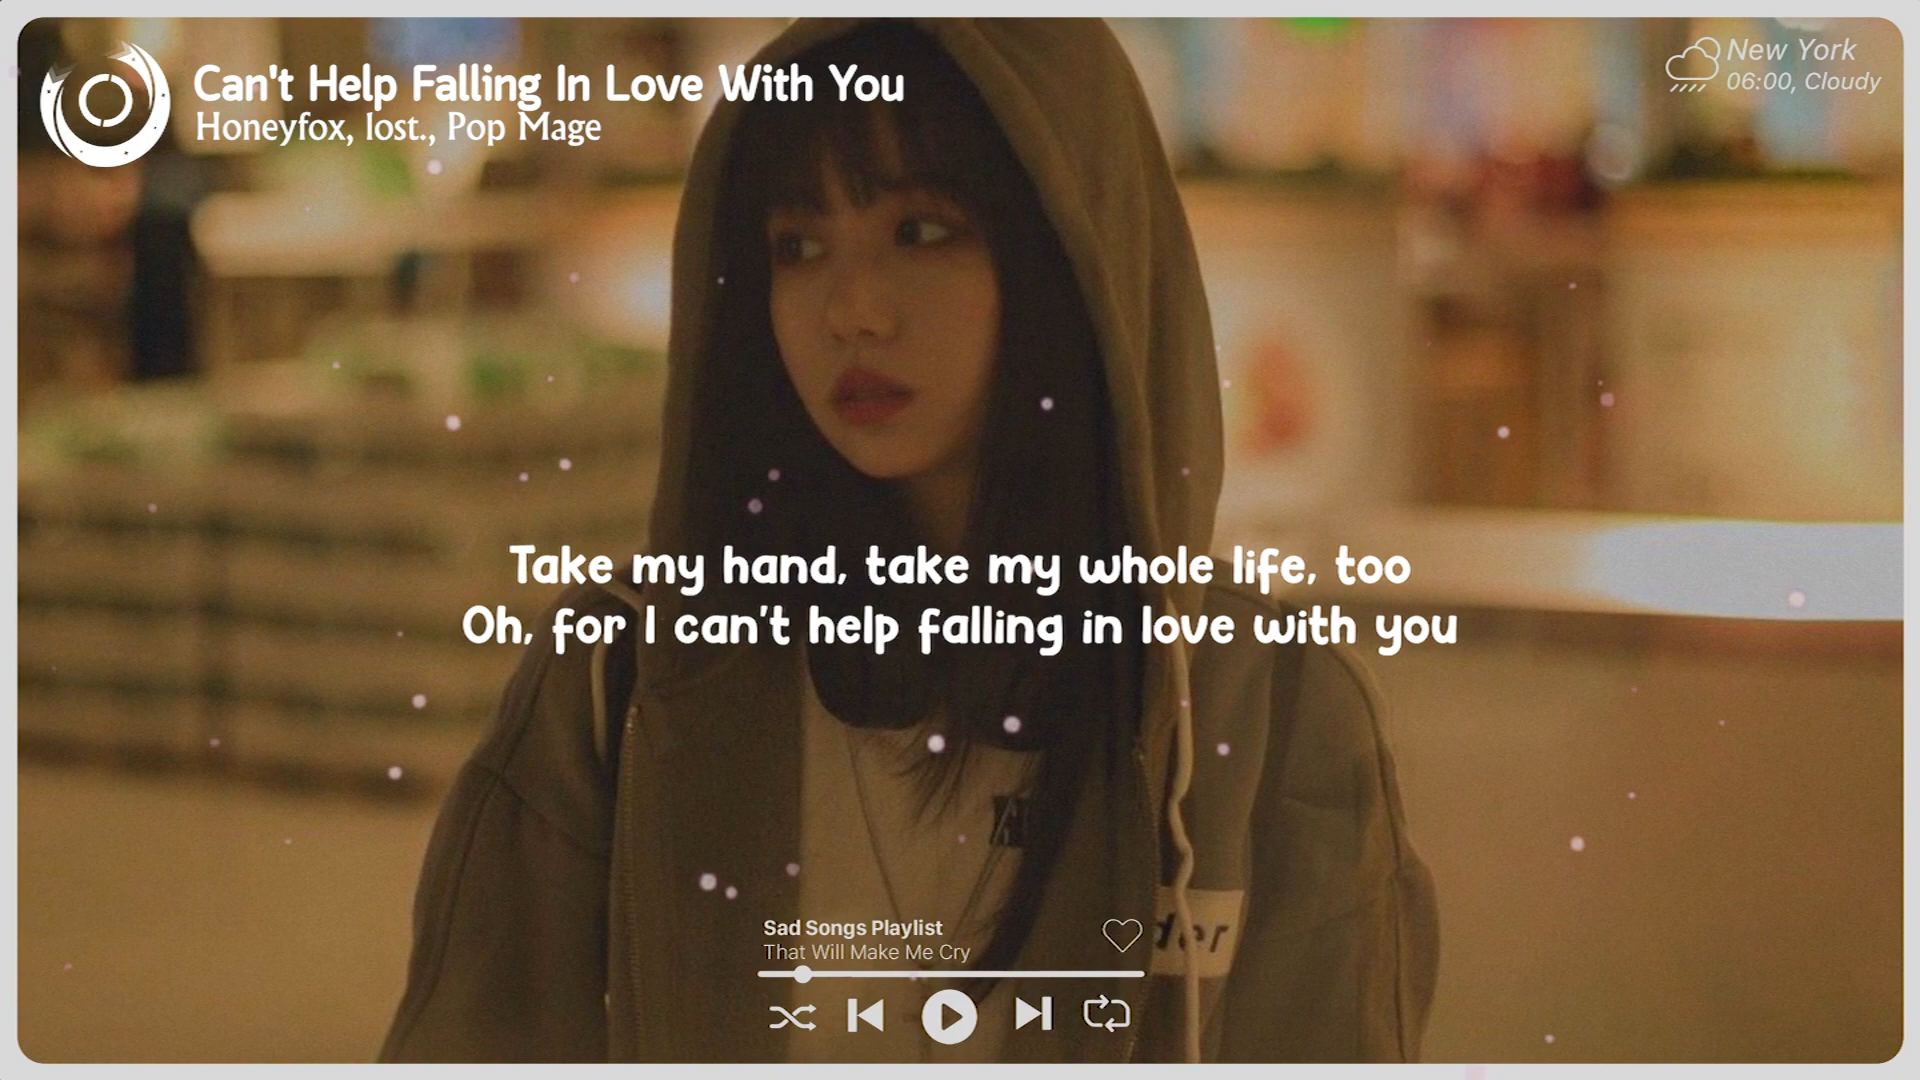 Can't Help Falling In Love With You
Honeyfox, lost., Pop Mage
New York
06:00, Cloudy
Take my hand, take my whole life, too
Oh, for I can't help falling in love with you
Sad Songs Playlist
That Will Make Me Cry
der